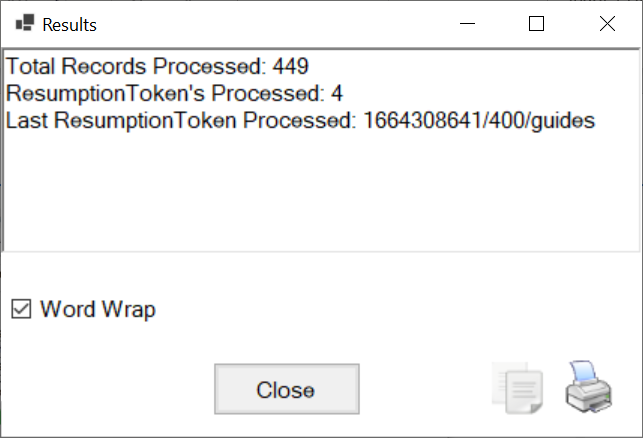 Results
Total Records Processed: 449
ResumptionToken's Processed: 4
Last ResumptionToken Processed: 1664308641/400/guides
Word Wrap
Close